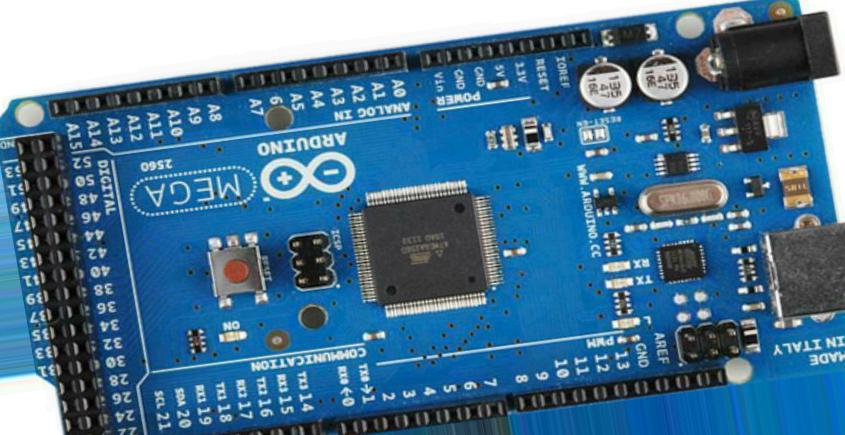 IOREF
RESET
3.3V
5V
GND
GND
Vin
POWER
A0
A1
A2
A3
A4
A5
A7
ANALOG IN
A8
A9
A10
A11
A12
A13
A14
A15
RESET-EN
ARDUINO
MEGA
2560
WWW.ARDUINO.CC
DIGITAL
52
50
48
46
44
42
40
38
36
34
32
30
28
26
24
22
ICSP
ON
RX
TX
L
COMMUNICATION
PWM
AREF
GND
13
12
11
10
9
8
7
6
5
4
3
2
TX0→1
RX0←0
TX3 14
RX3 15
TX2 16
RX2 17
TX1 18
RX1 19
SDA 20
SCL 21
MADE
IN ITALY